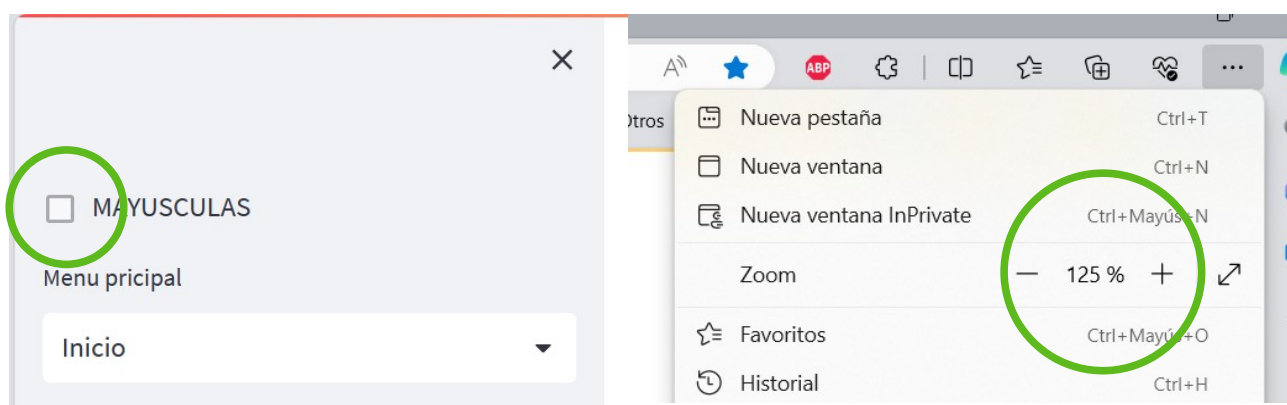 MAYUSCULAS
Menu pricipal
Inicio
A
ABP
Otros
Nueva pestaña Ctrl+T
Nueva ventana Ctrl+N
Nueva ventana InPrivate Ctrl+Mayús+N
Zoom 125 %
Favoritos Ctrl+Mayús+O
Historial Ctrl+H